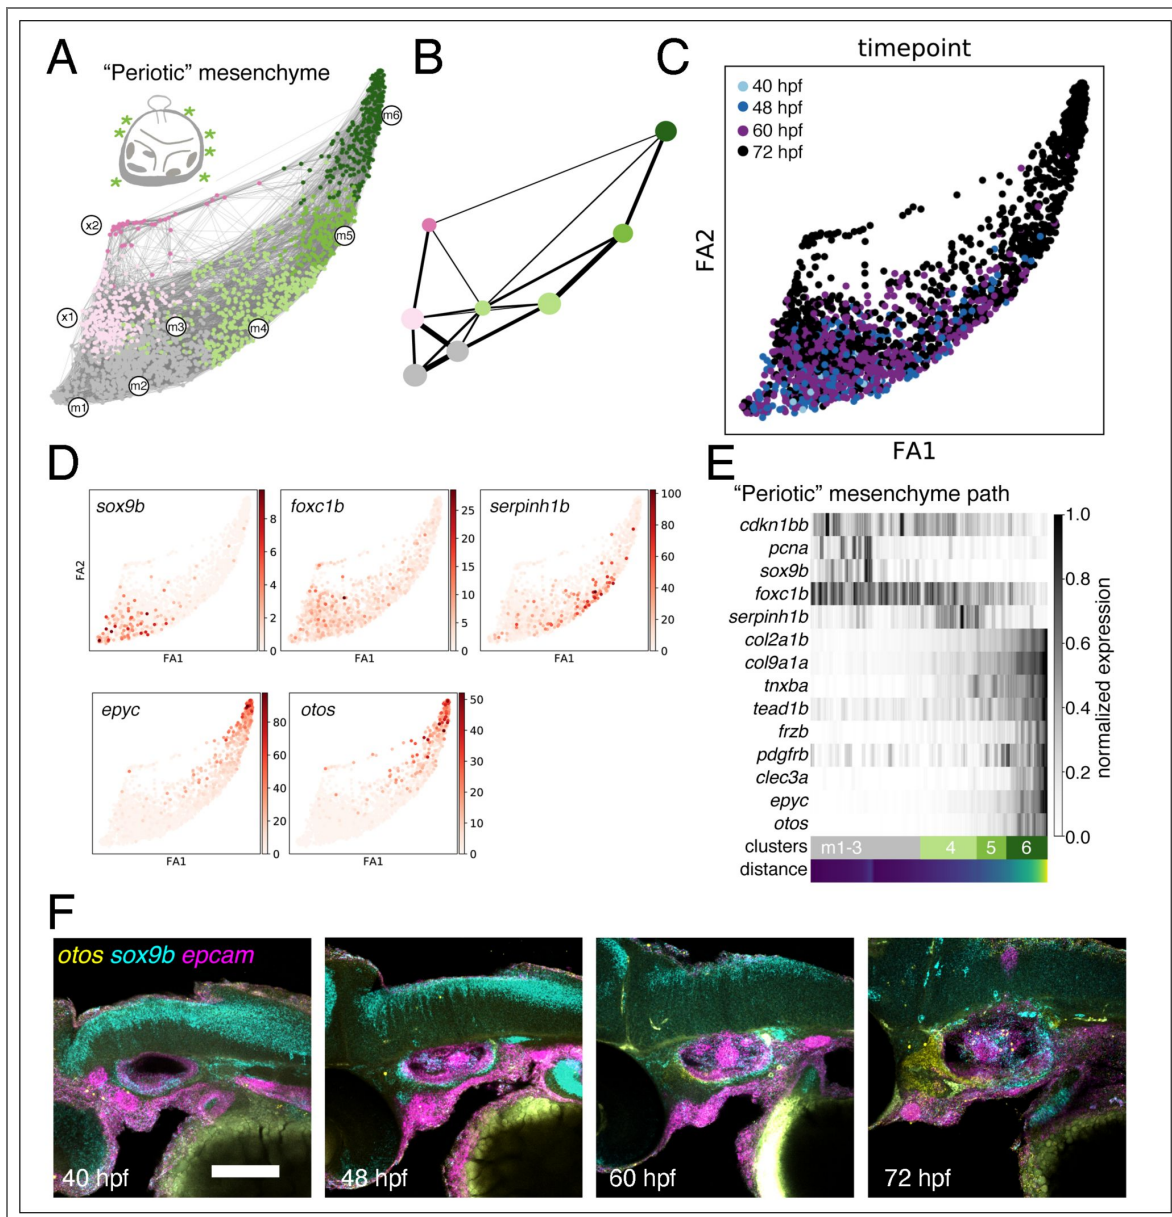 A
"Periotic" mesenchyme
m6
x2
m5
x1
m3
m4
m2
m1
B
C
timepoint
40 hpf
48 hpf
60 hpf
72 hpf
FA2
FA1
D
sox9b
8
6
4
2
0
FA2
FA1
foxc1b
25
20
15
10
5
0
FA1
serpinh1b
100
80
60
40
20
0
FA1
epyc
80
60
40
20
0
FA1
otos
50
40
30
20
10
0
FA1
E
"Periotic" mesenchyme path
cdkn1bb
pcna
sox9b
foxc1b
serpinh1b
col2a1b
col9a1a
tnxba
tead1b
frzb
pdgfrb
clec3a
epyc
otos
clusters m1-3 4 5 6
distance
1.0
0.8
0.6
0.4
0.2
0.0
normalized expression
F
otos sox9b epcam
40 hpf
48 hpf
60 hpf
72 hpf